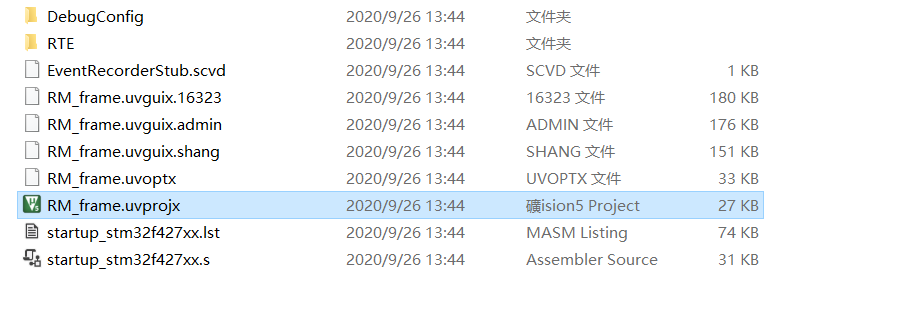 DebugConfig 2020/9/26 13:44 文件夹
RTE 2020/9/26 13:44 文件夹
EventRecorderStub.scvd 2020/9/26 13:44 SCVD 文件 1 KB
RM_frame.uvguix.16323 2020/9/26 13:44 16323 文件 180 KB
RM_frame.uvguix.admin 2020/9/26 13:44 ADMIN 文件 176 KB
RM_frame.uvguix.shang 2020/9/26 13:44 SHANG 文件 151 KB
RM_frame.uvoptx 2020/9/26 13:44 UVOPTX 文件 33 KB
RM_frame.uvprojx 2020/9/26 13:44 礦ision5 Project 27 KB
startup_stm32f427xx.lst 2020/9/26 13:44 MASM Listing 74 KB
startup_stm32f427xx.s 2020/9/26 13:44 Assembler Source 31 KB